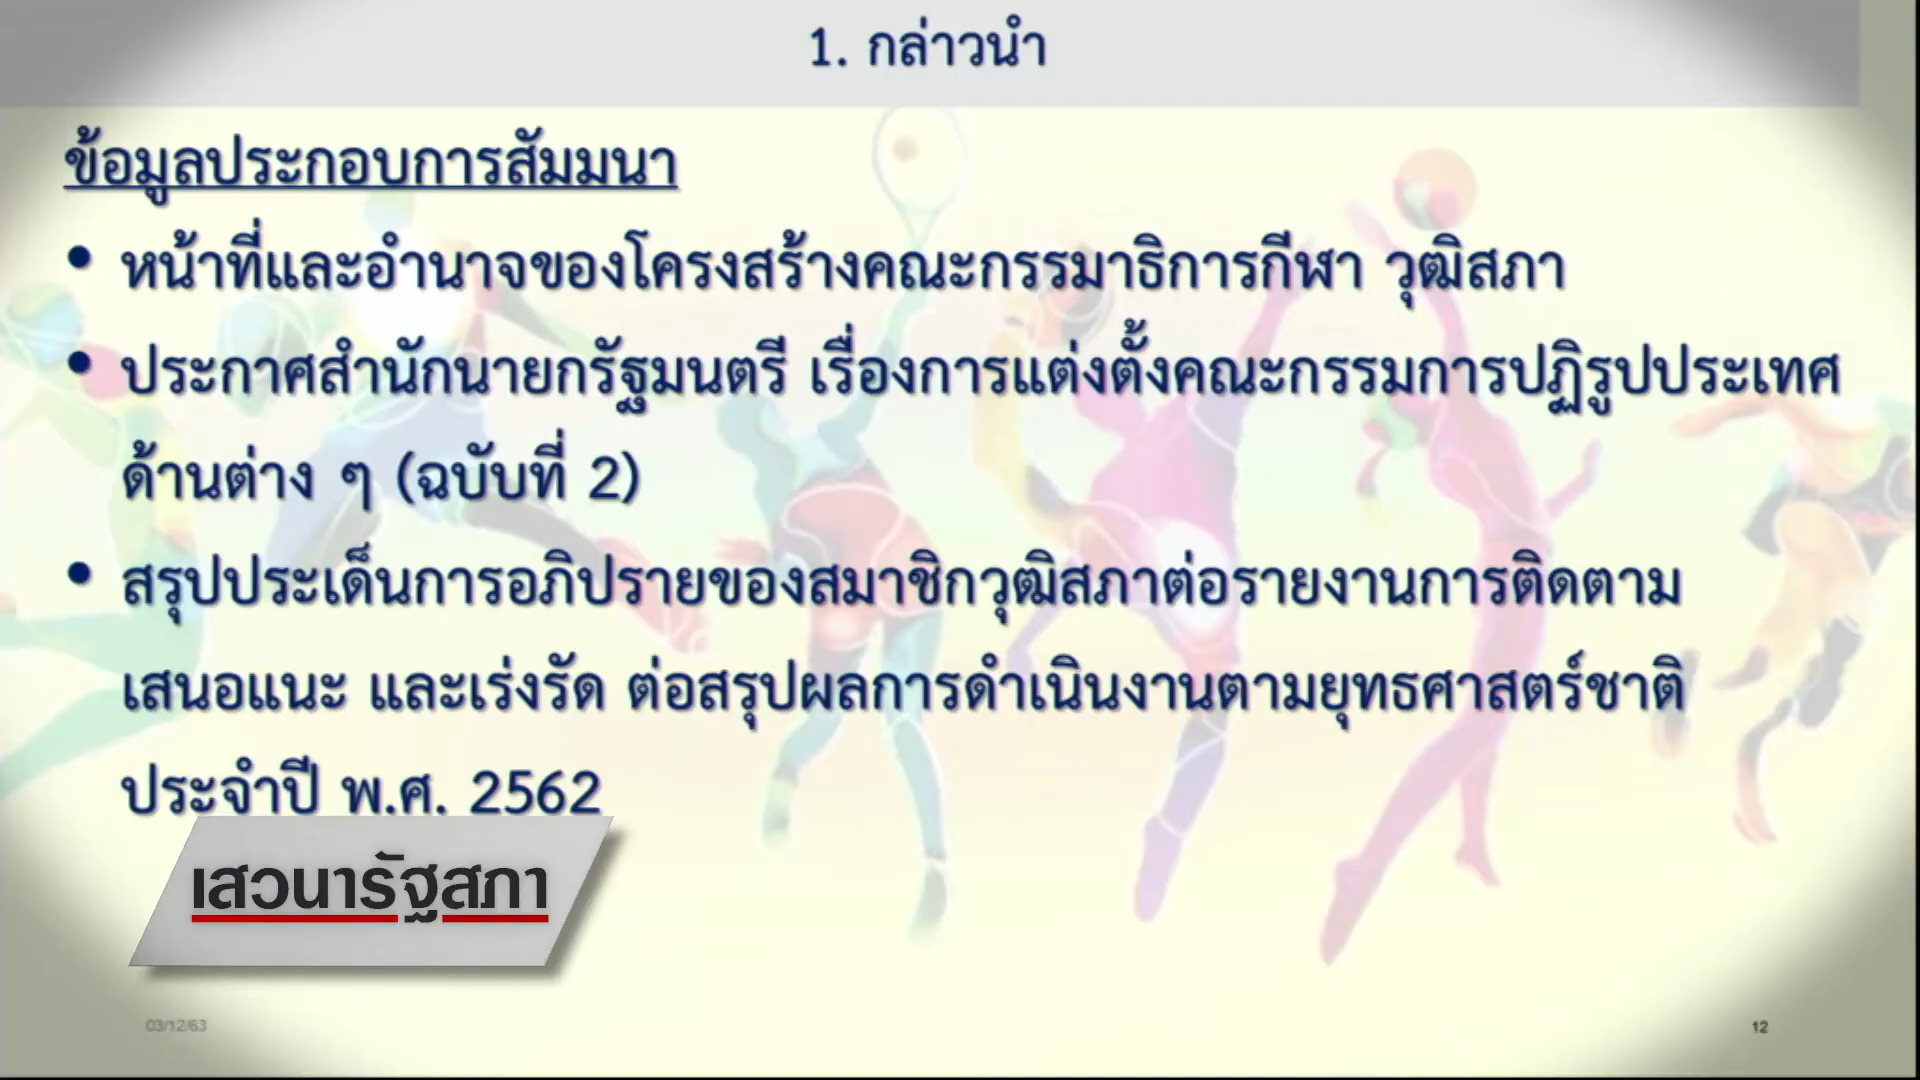 1. กล่าวนำ
ข้อมูลประกอบการสัมมนา
• หน้าที่และอำนาจของโครงสร้างคณะกรรมาธิการกีฬา วุฒิสภา
• ประกาศสำนักนายกรัฐมนตรี เรื่องการแต่งตั้งคณะกรรมการปฏิรูปประเทศ
ด้านต่าง ๆ (ฉบับที่ 2)
• สรุปประเด็นการอภิปรายของสมาชิกวุฒิสภาต่อรายงานการติดตาม
เสนอแนะ และเร่งรัด ต่อสรุปผลการดำเนินงานตามยุทธศาสตร์ชาติ
ประจำปี พ.ศ. 2562
เสวนารัฐสภา
03/12/63
12